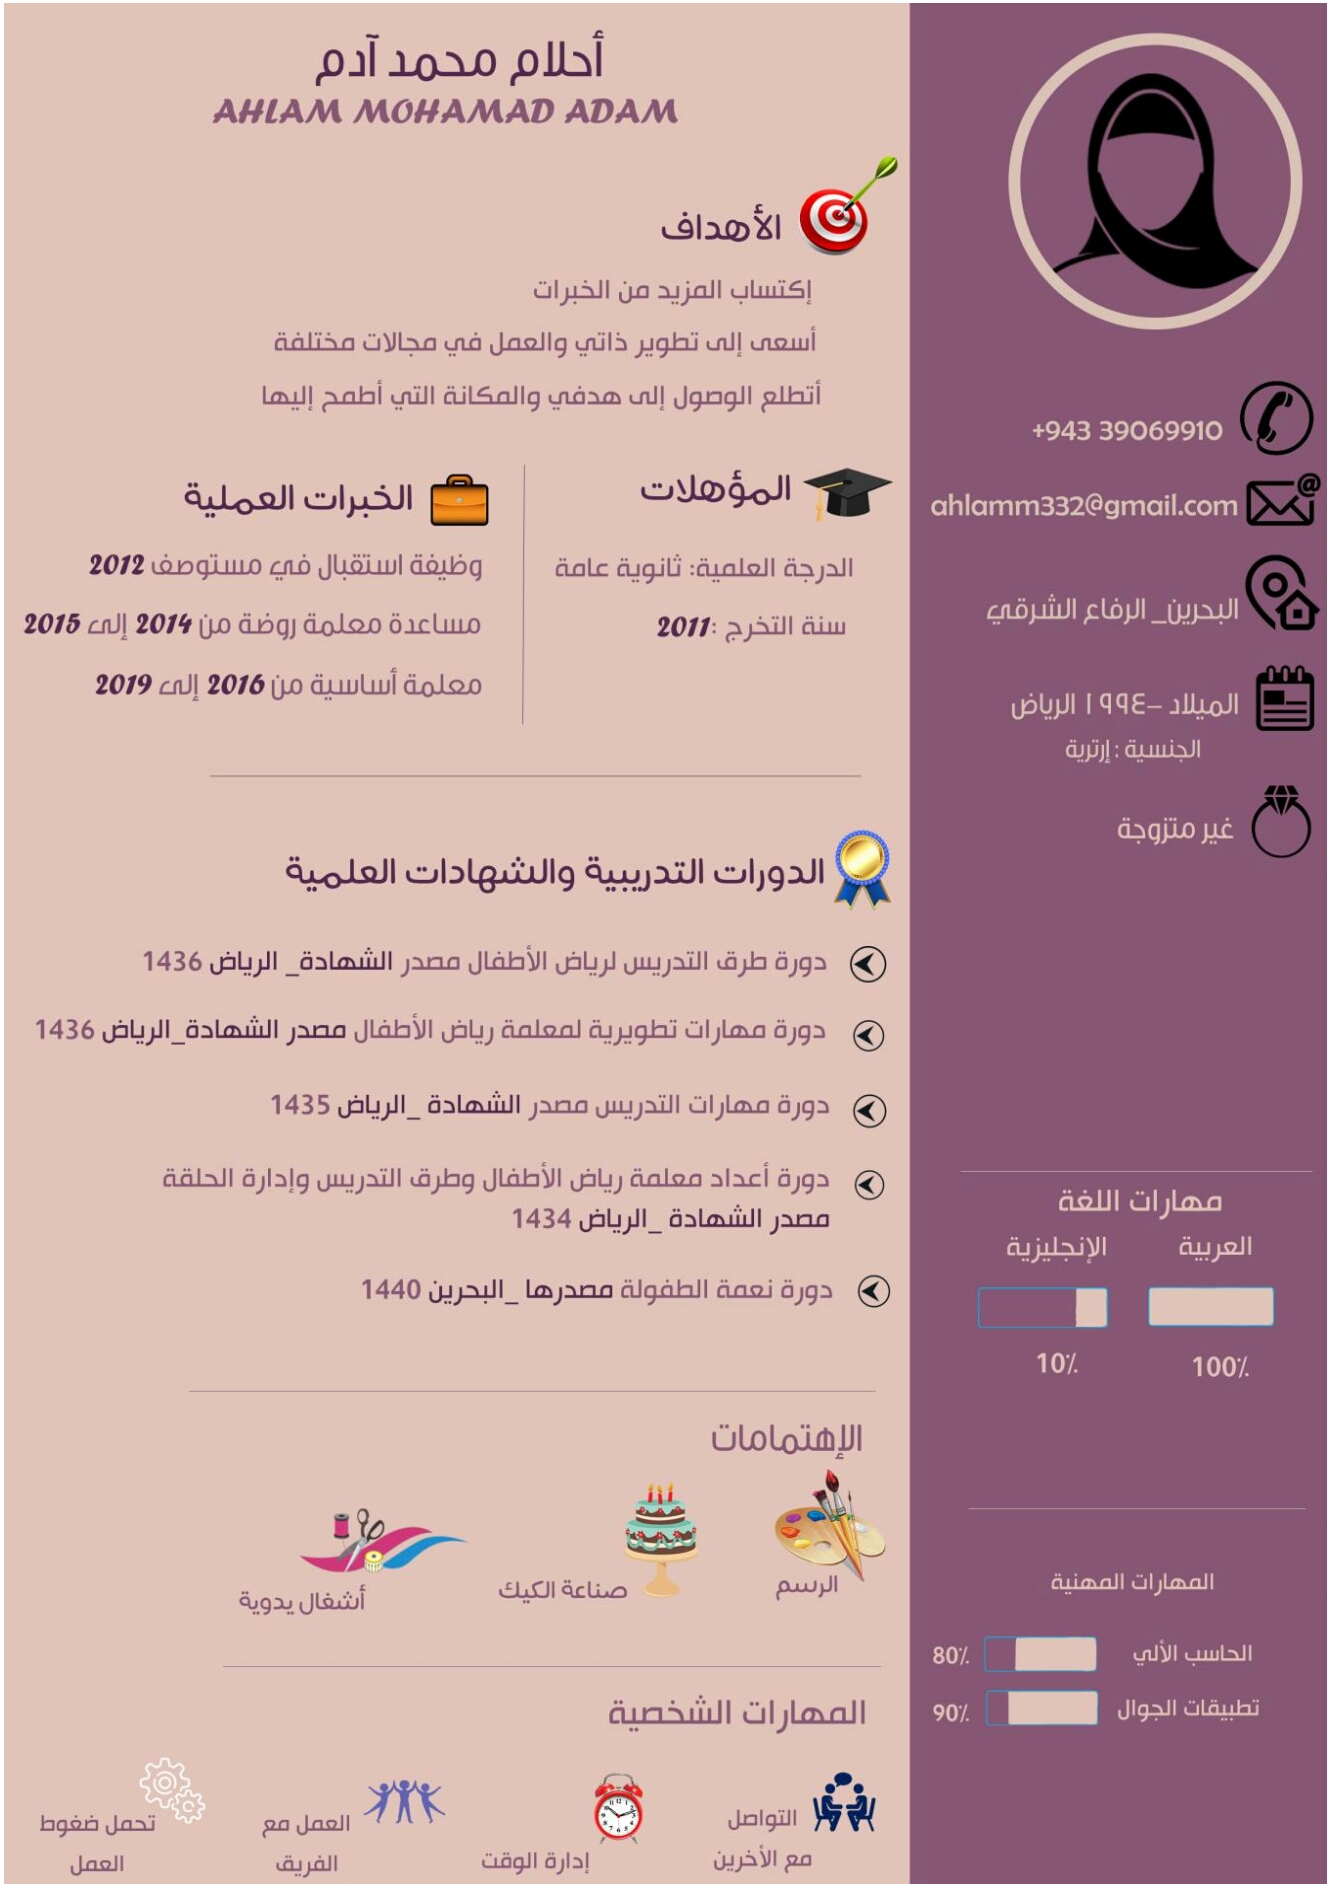 أحلام محمد آدم
AHLAM MOHAMAD ADAM
الأهداف
إكتساب المزيد من الخبرات
أسعى إلى تطوير ذاتي والعمل في مجالات مختلفة
أتطلع الوصول إلى هدفي والمكانة التي أطمح إليها
المؤهلات
الدرجة العلمية: ثانوية عامة
سنة التخرج :2011
الخبرات العملية
وظيفة استقبال في مستوصف 2012
مساعدة معلمة روضة من 2014 إلى 2015
معلمة أساسية من 2016 إلى 2019
الدورات التدريبية والشهادات العلمية
دورة طرق التدريس لرياض الأطفال مصدر الشهادة_ الرياض 1436
دورة مهارات تطويرية لمعلمة رياض الأطفال مصدر الشهادة_الرياض 1436
دورة مهارات التدريس مصدر الشهادة _الرياض 1435
دورة أعداد معلمة رياض الأطفال وطرق التدريس وإدارة الحلقة
مصدر الشهادة _الرياض 1434
دورة نعمة الطفولة مصدرها _البحرين 1440
الإهتمامات
الرسم
صناعة الكيك
أشغال يدوية
المهارات الشخصية
التواصل
مع الأخرين
إدارة الوقت
العمل مع
الفريق
تحمل ضغوط
العمل
+943 39069910
@
ahlamm332@gmail.com
البحرين_ الرفاع الشرقي
الميلاد –١٩٩٤ الرياض
الجنسية : إرترية
غير متزوجة
مهارات اللغة
العربية
الإنجليزية
100٪
10٪
المهارات المهنية
الحاسب الألي
80٪
تطبيقات الجوال
90٪